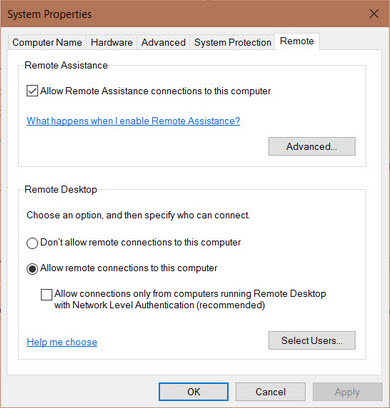 System Properties
Computer Name Hardware Advanced System Protection Remote
Remote Assistance
Allow Remote Assistance connections to this computer
What happens when I enable Remote Assistance?
Advanced...
Remote Desktop
Choose an option, and then specify who can connect.
Don't allow remote connections to this computer
Allow remote connections to this computer
Allow connections only from computers running Remote Desktop
with Network Level Authentication (recommended)
Help me choose
Select Users...
OK Cancel Apply